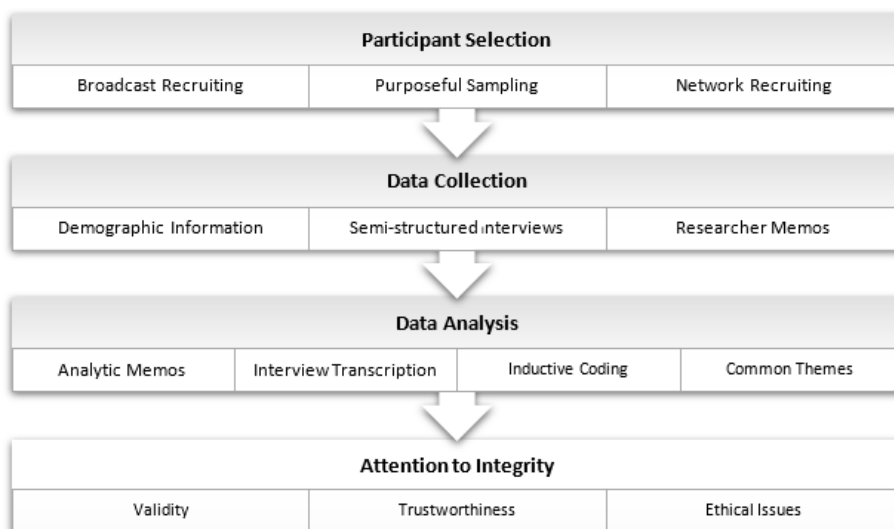 Participant Selection
Broadcast Recruiting
Purposeful Sampling
Network Recruiting
Data Collection
Demographic Information
Semi-structured interviews
Researcher Memos
Data Analysis
Analytic Memos
Interview Transcription
Inductive Coding
Common Themes
Attention to Integrity
Validity
Trustworthiness
Ethical Issues